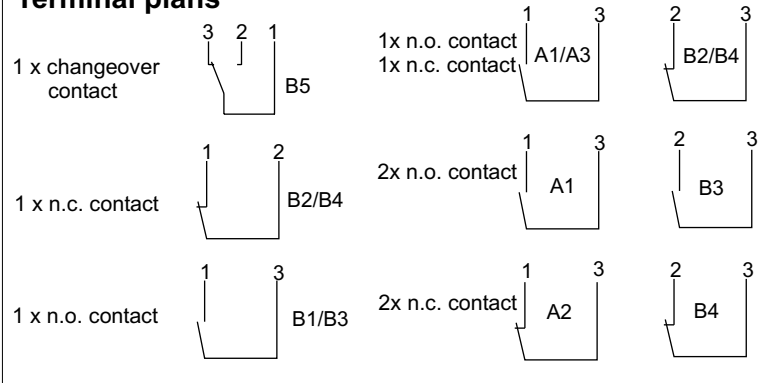 Terminal plans
3 2 1
1 x changeover
contact
B5
1 2
1 x n.c. contact
B2/B4
1 3
1 x n.o. contact
B1/B3
1 3
1x n.o. contact
1x n.c. contact
A1/A3
2 3
B2/B4
1 3
2x n.o. contact
A1
2 3
B3
1 3
2x n.c. contact
A2
2 3
B4